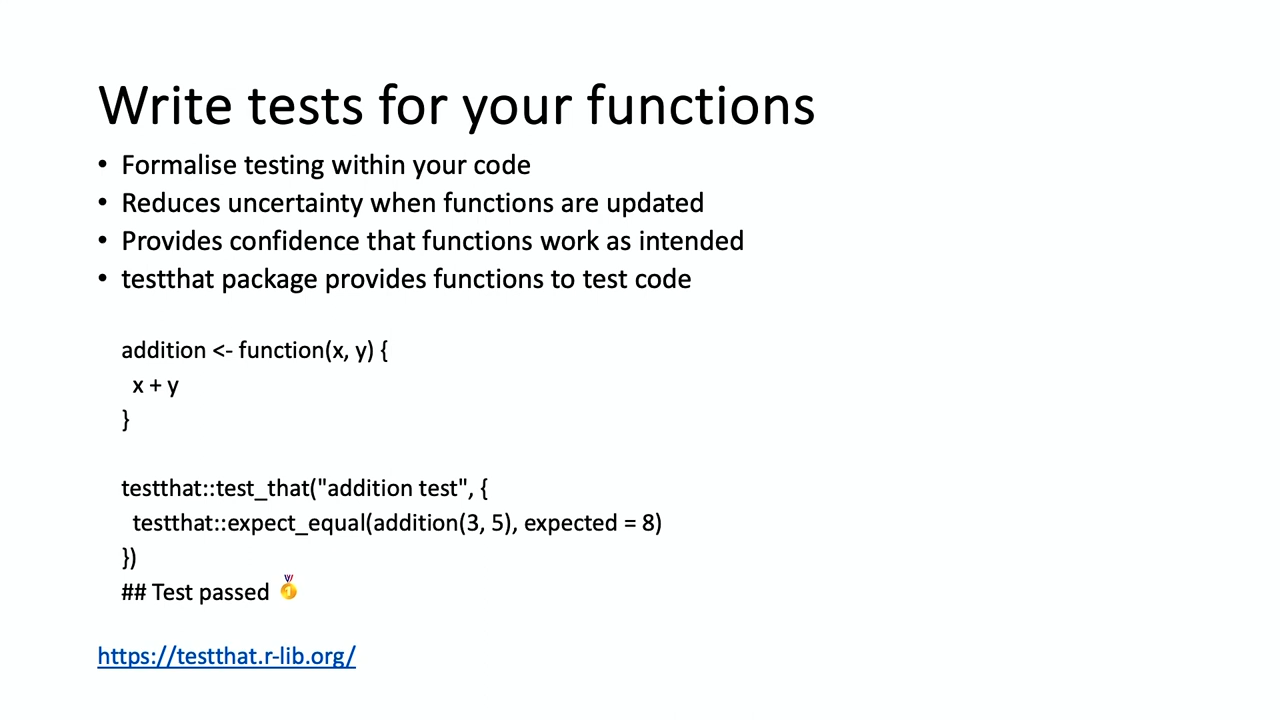 Write tests for your functions
• Formalise testing within your code
• Reduces uncertainty when functions are updated
• Provides confidence that functions work as intended
• testthat package provides functions to test code
addition <- function(x, y) {
  x + y
}
testthat::test_that("addition test", {
  testthat::expect_equal(addition(3, 5), expected = 8)
})
## Test passed 🥇
https://testthat.r-lib.org/